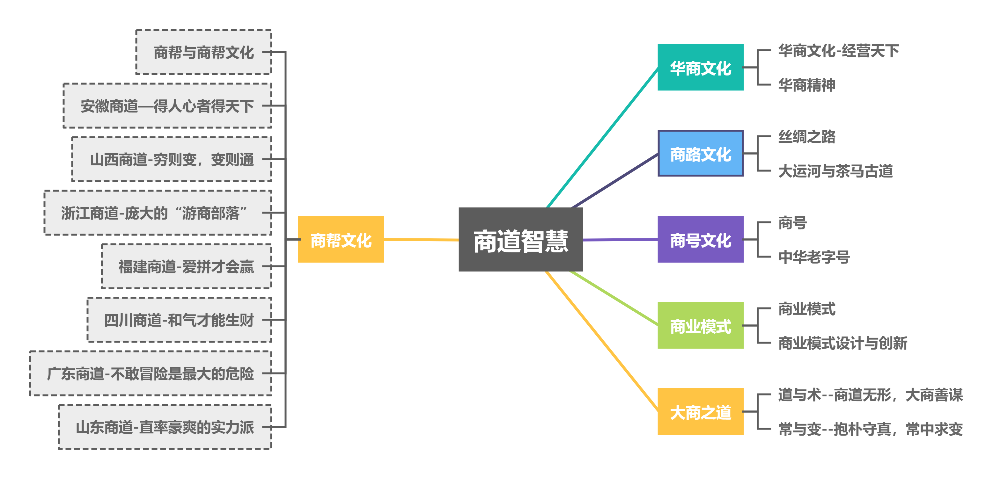 商道智慧
华商文化
华商文化-经营天下
华商精神
商路文化
丝绸之路
大运河与茶马古道
商号文化
商号
中华老字号
商业模式
商业模式
商业模式设计与创新
大商之道
道与术--商道无形，大商善谋
常与变--抱朴守真，常中求变
商帮文化
商帮与商帮文化
安徽商道—得人心者得天下
山西商道-穷则变，变则通
浙江商道-庞大的“游商部落”
福建商道-爱拼才会赢
四川商道-和气才能生财
广东商道-不敢冒险是最大的危险
山东商道-直率豪爽的实力派